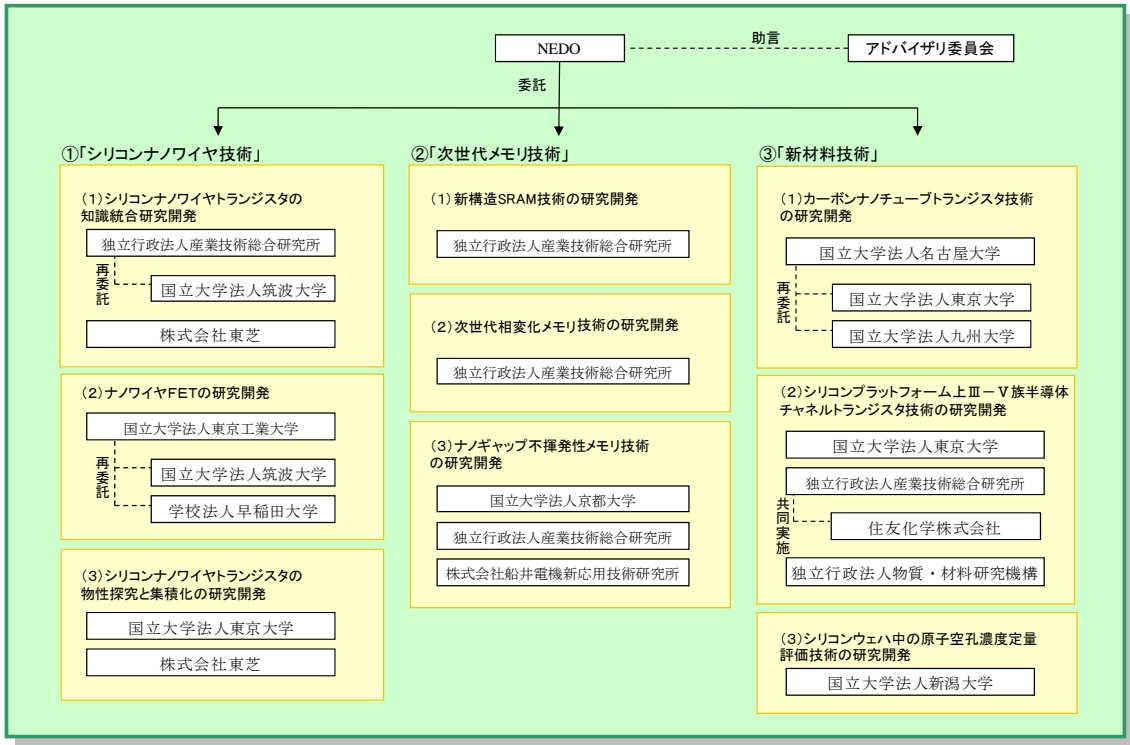 NEDO
助言
アドバイザリ委員会
委託
①「シリコンナノワイヤ技術」
(1)シリコンナノワイヤトランジスタの
知識統合研究開発
独立行政法人産業技術総合研究所
再委託
国立大学法人筑波大学
株式会社東芝
(2)ナノワイヤFETの研究開発
国立大学法人東京工業大学
再委託
国立大学法人筑波大学
学校法人早稲田大学
(3)シリコンナノワイヤトランジスタの
物性探究と集積化の研究開発
国立大学法人東京大学
株式会社東芝
②「次世代メモリ技術」
(1)新構造SRAM技術の研究開発
独立行政法人産業技術総合研究所
(2)次世代相変化メモリ技術の研究開発
独立行政法人産業技術総合研究所
(3)ナノギャップ不揮発性メモリ技術
の研究開発
国立大学法人京都大学
独立行政法人産業技術総合研究所
株式会社船井電機新応用技術研究所
③「新材料技術」
(1)カーボンナノチューブトランジスタ技術
の研究開発
国立大学法人名古屋大学
再委託
国立大学法人東京大学
国立大学法人九州大学
(2)シリコンプラットフォーム上Ⅲ－Ⅴ族半導体
チャネルトランジスタ技術の研究開発
国立大学法人東京大学
独立行政法人産業技術総合研究所
共同実施
住友化学株式会社
独立行政法人物質・材料研究機構
(3)シリコンウェハ中の原子空孔濃度定量
評価技術の研究開発
国立大学法人新潟大学